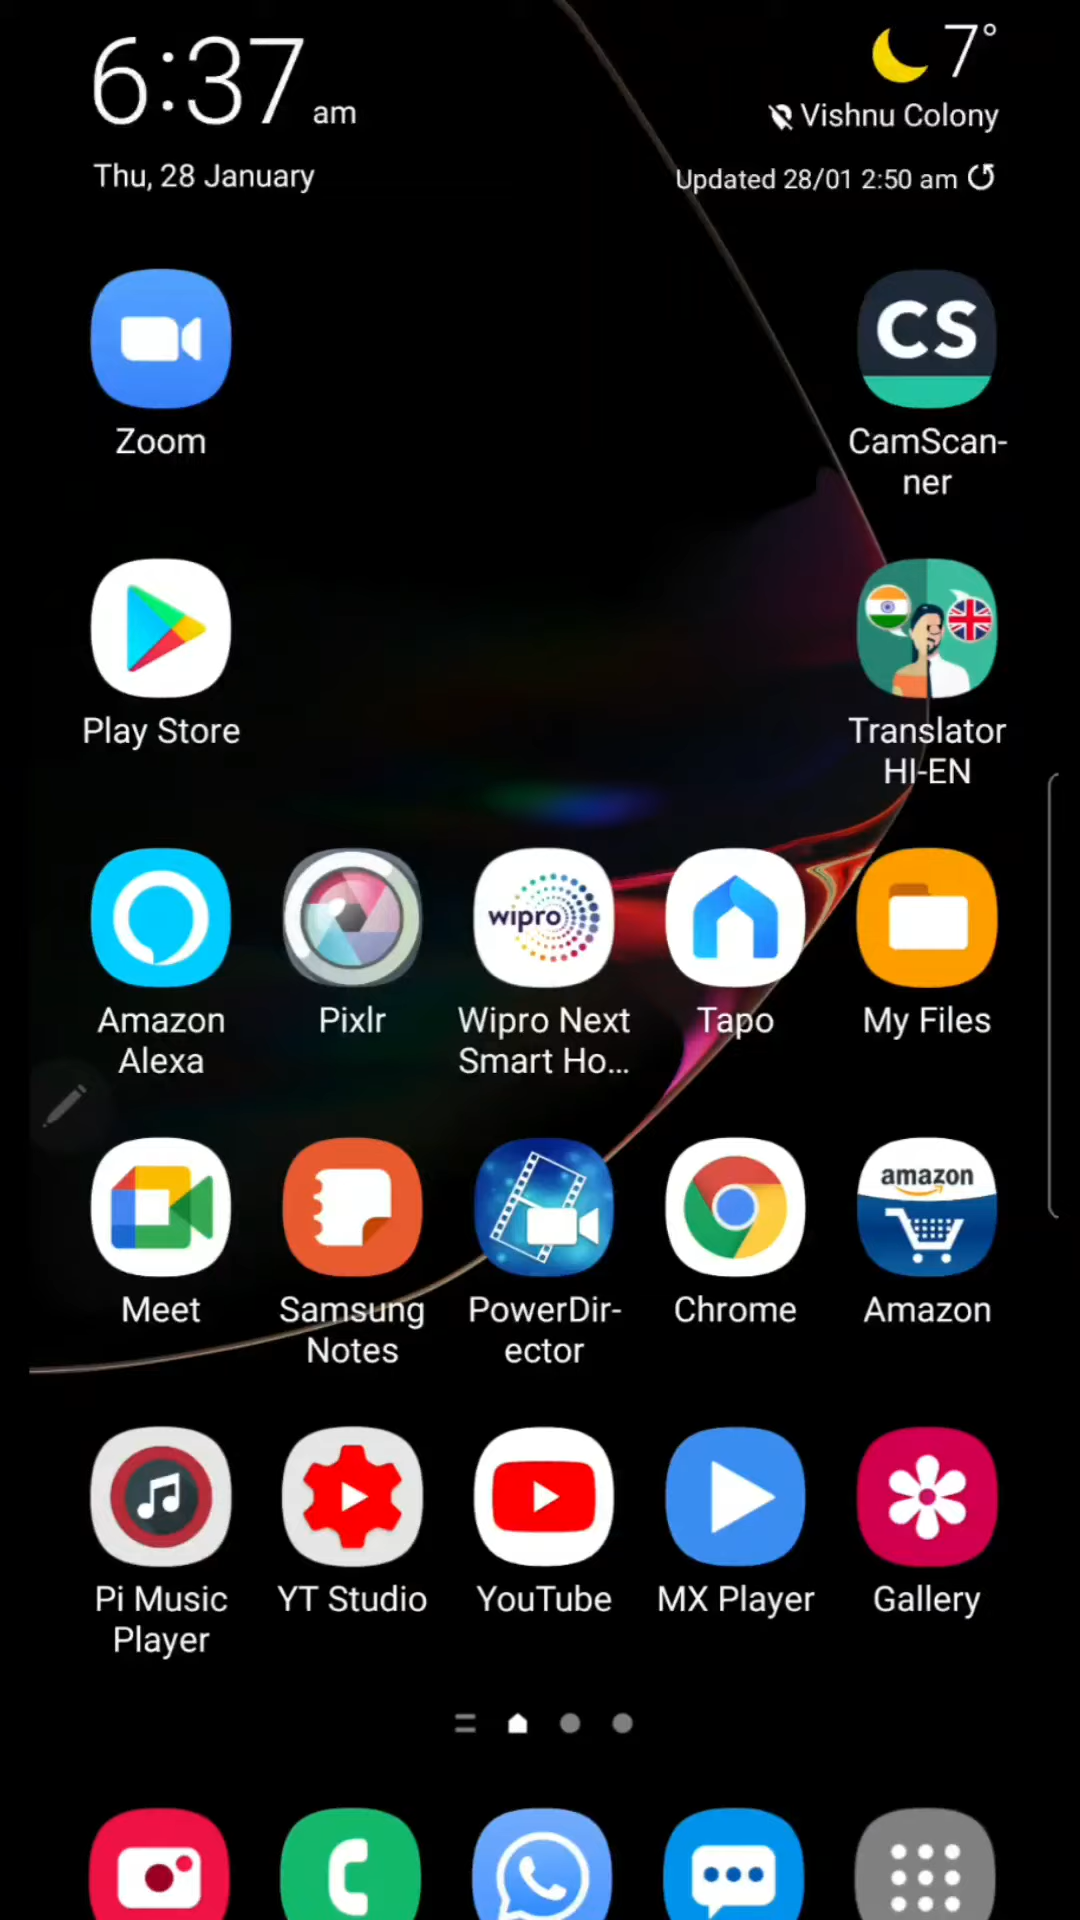 6:37 am
7°
Vishnu Colony
Thu, 28 January
Updated 28/01 2:50 am
CS
Zoom
CamScan-
ner
Play Store
Translator
HI-EN
wipro
Amazon
Alexa
Pixlr
Wipro Next
Smart Ho...
Tapo
My Files
amazon
Meet
Samsung
Notes
PowerDir-
ector
Chrome
Amazon
Pi Music
Player
YT Studio
YouTube
MX Player
Gallery